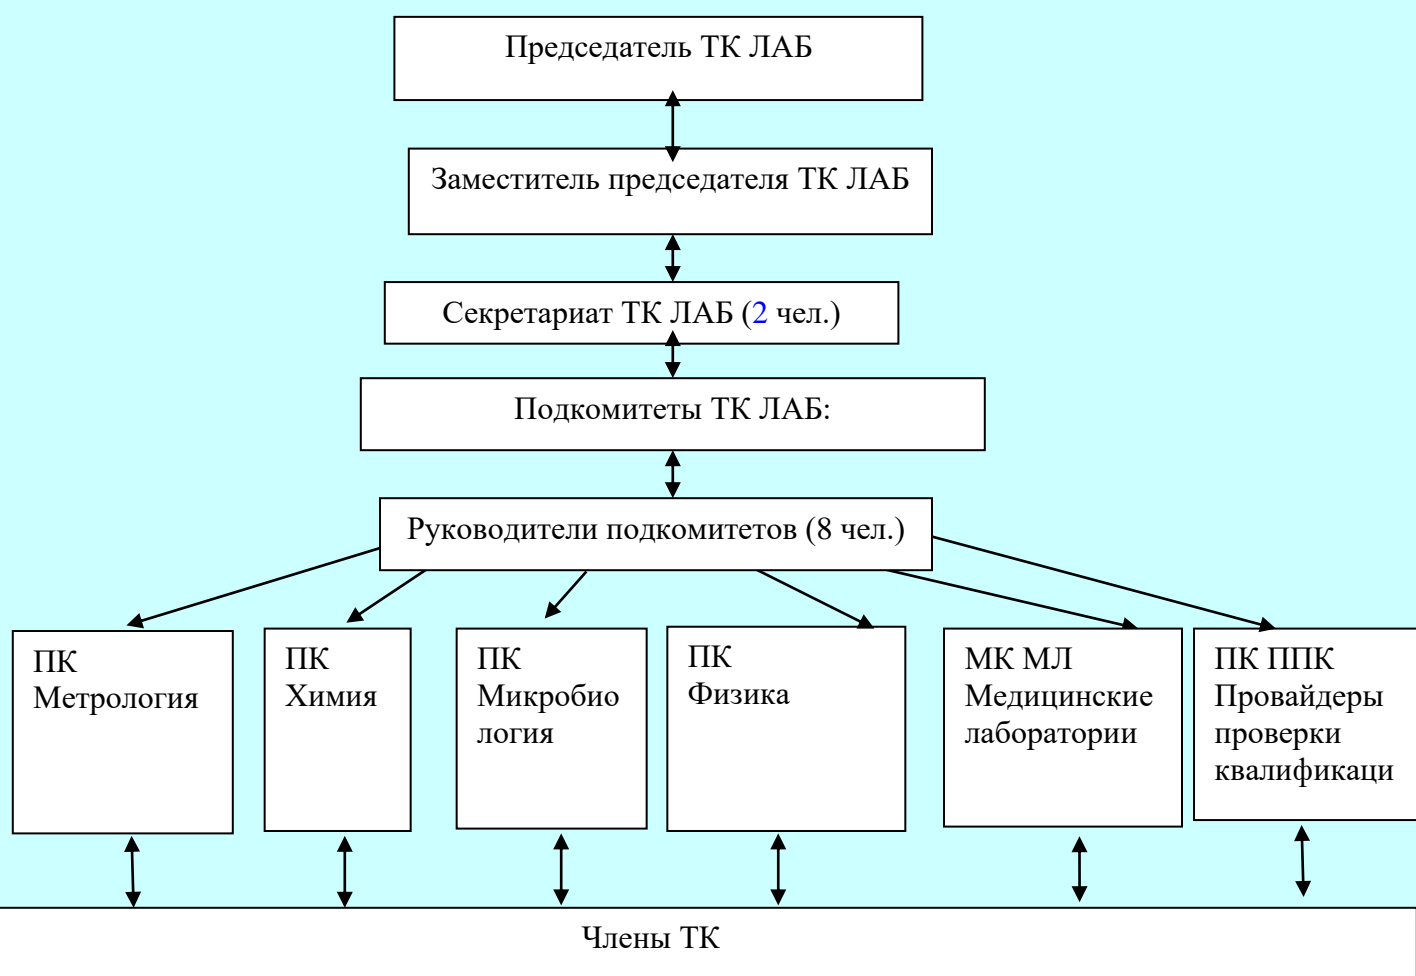 Председатель ТК ЛАБ
Заместитель председателя ТК ЛАБ
Секретариат ТК ЛАБ (2 чел.)
Подкомитеты ТК ЛАБ:
Руководители подкомитетов (8 чел.)
ПК
Метрология
ПК
Химия
ПК
Микробио
логия
ПК
Физика
МК МЛ
Медицинские
лаборатории
ПК ППК
Провайдеры
проверки
квалификаци
Члены ТК